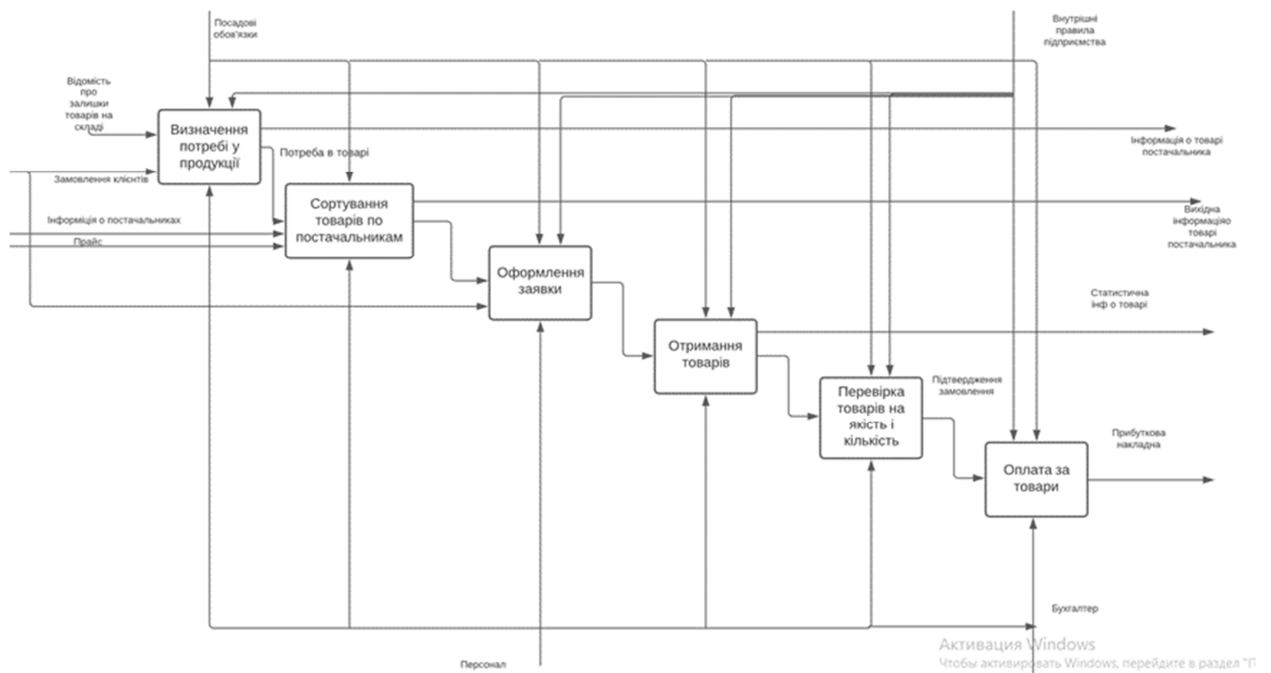 Посадові
обов'язки
Внутрішні
правила
підприємства
Відомість
про
залишки
товарів на
складі
Визначення
потребі у
продукції
Потреба в товарі
Інформація о товарі
постачальника
Замовлення клієнтів
Сортування
товарів по
постачальникам
Інформіція о постачальниках
Прайс
Вихідна
інформаціяо
товарі
постачальника
Оформлення
заявки
Статистична
інф о товарі
Отримання
товарів
Перевірка
товарів на
якість і
кількість
Підтвердження
замовлення
Прибуткова
накладна
Оплата за
товари
Бухгалтер
Персонал
Активация Windows
Чтобы активировать Windows, перейдите в раздел "П